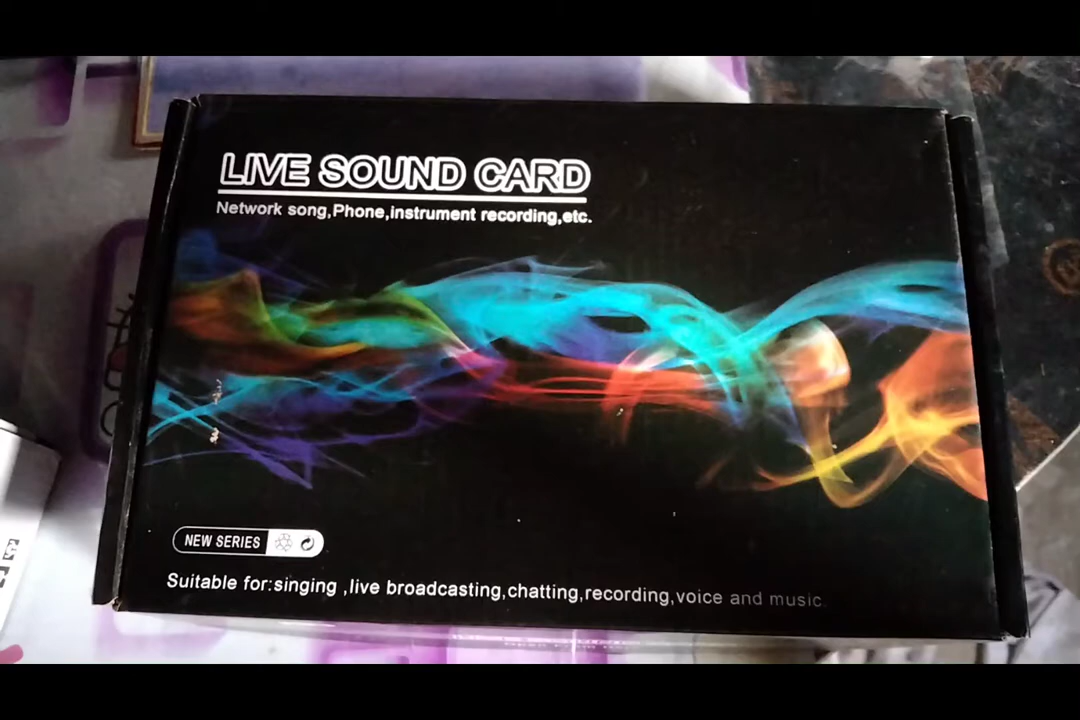 LIVE SOUND CARD
Network song,Phone,instrument recording,etc.
NEW SERIES
Suitable for:singing ,live broadcasting,chatting,recording,voice and music.